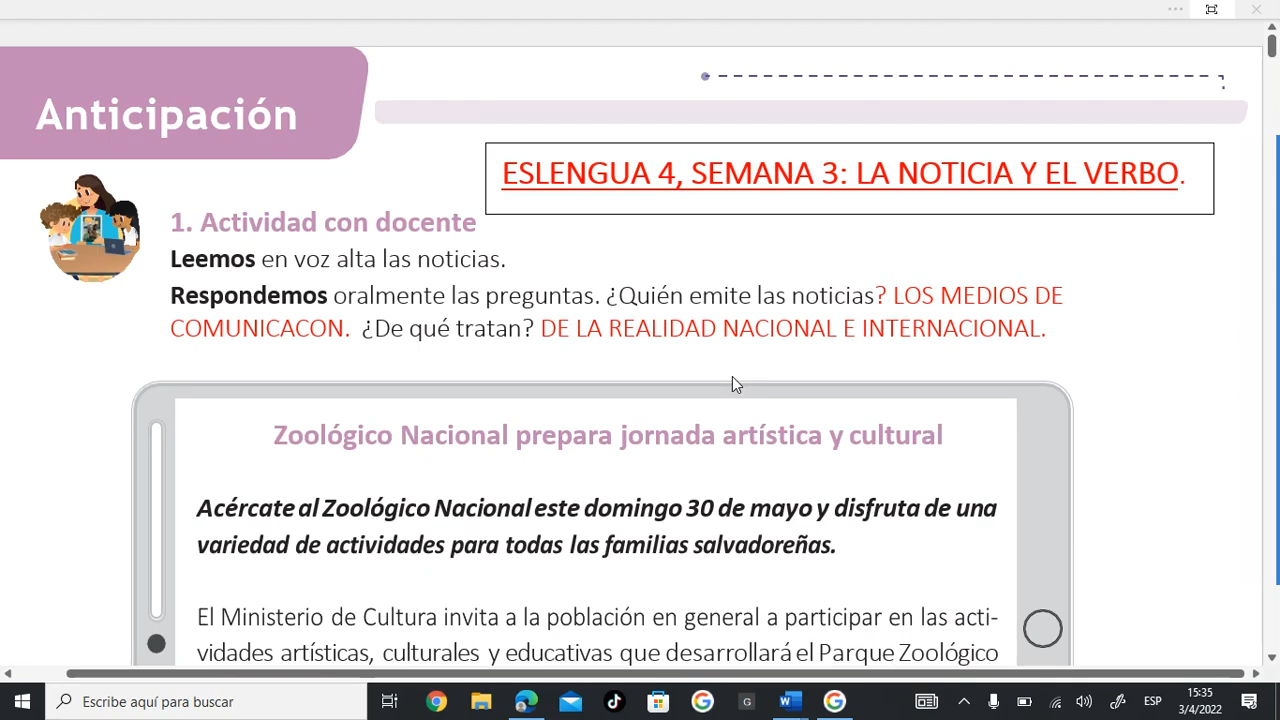 Anticipación
ESLENGUA 4, SEMANA 3: LA NOTICIA Y EL VERBO.
1. Actividad con docente
Leemos en voz alta las noticias.
Respondemos oralmente las preguntas. ¿Quién emite las noticias? LOS MEDIOS DE
COMUNICACON. ¿De qué tratan? DE LA REALIDAD NACIONAL E INTERNACIONAL.
Zoológico Nacional prepara jornada artística y cultural
Acércate al Zoológico Nacional este domingo 30 de mayo y disfruta de una
variedad de actividades para todas las familias salvadoreñas.
El Ministerio de Cultura invita a la población en general a participar en las acti-
vidades artísticas, culturales y educativas que desarrollará el Parque Zoológico
Escribe aquí para buscar
ESP
15:35
3/4/2022